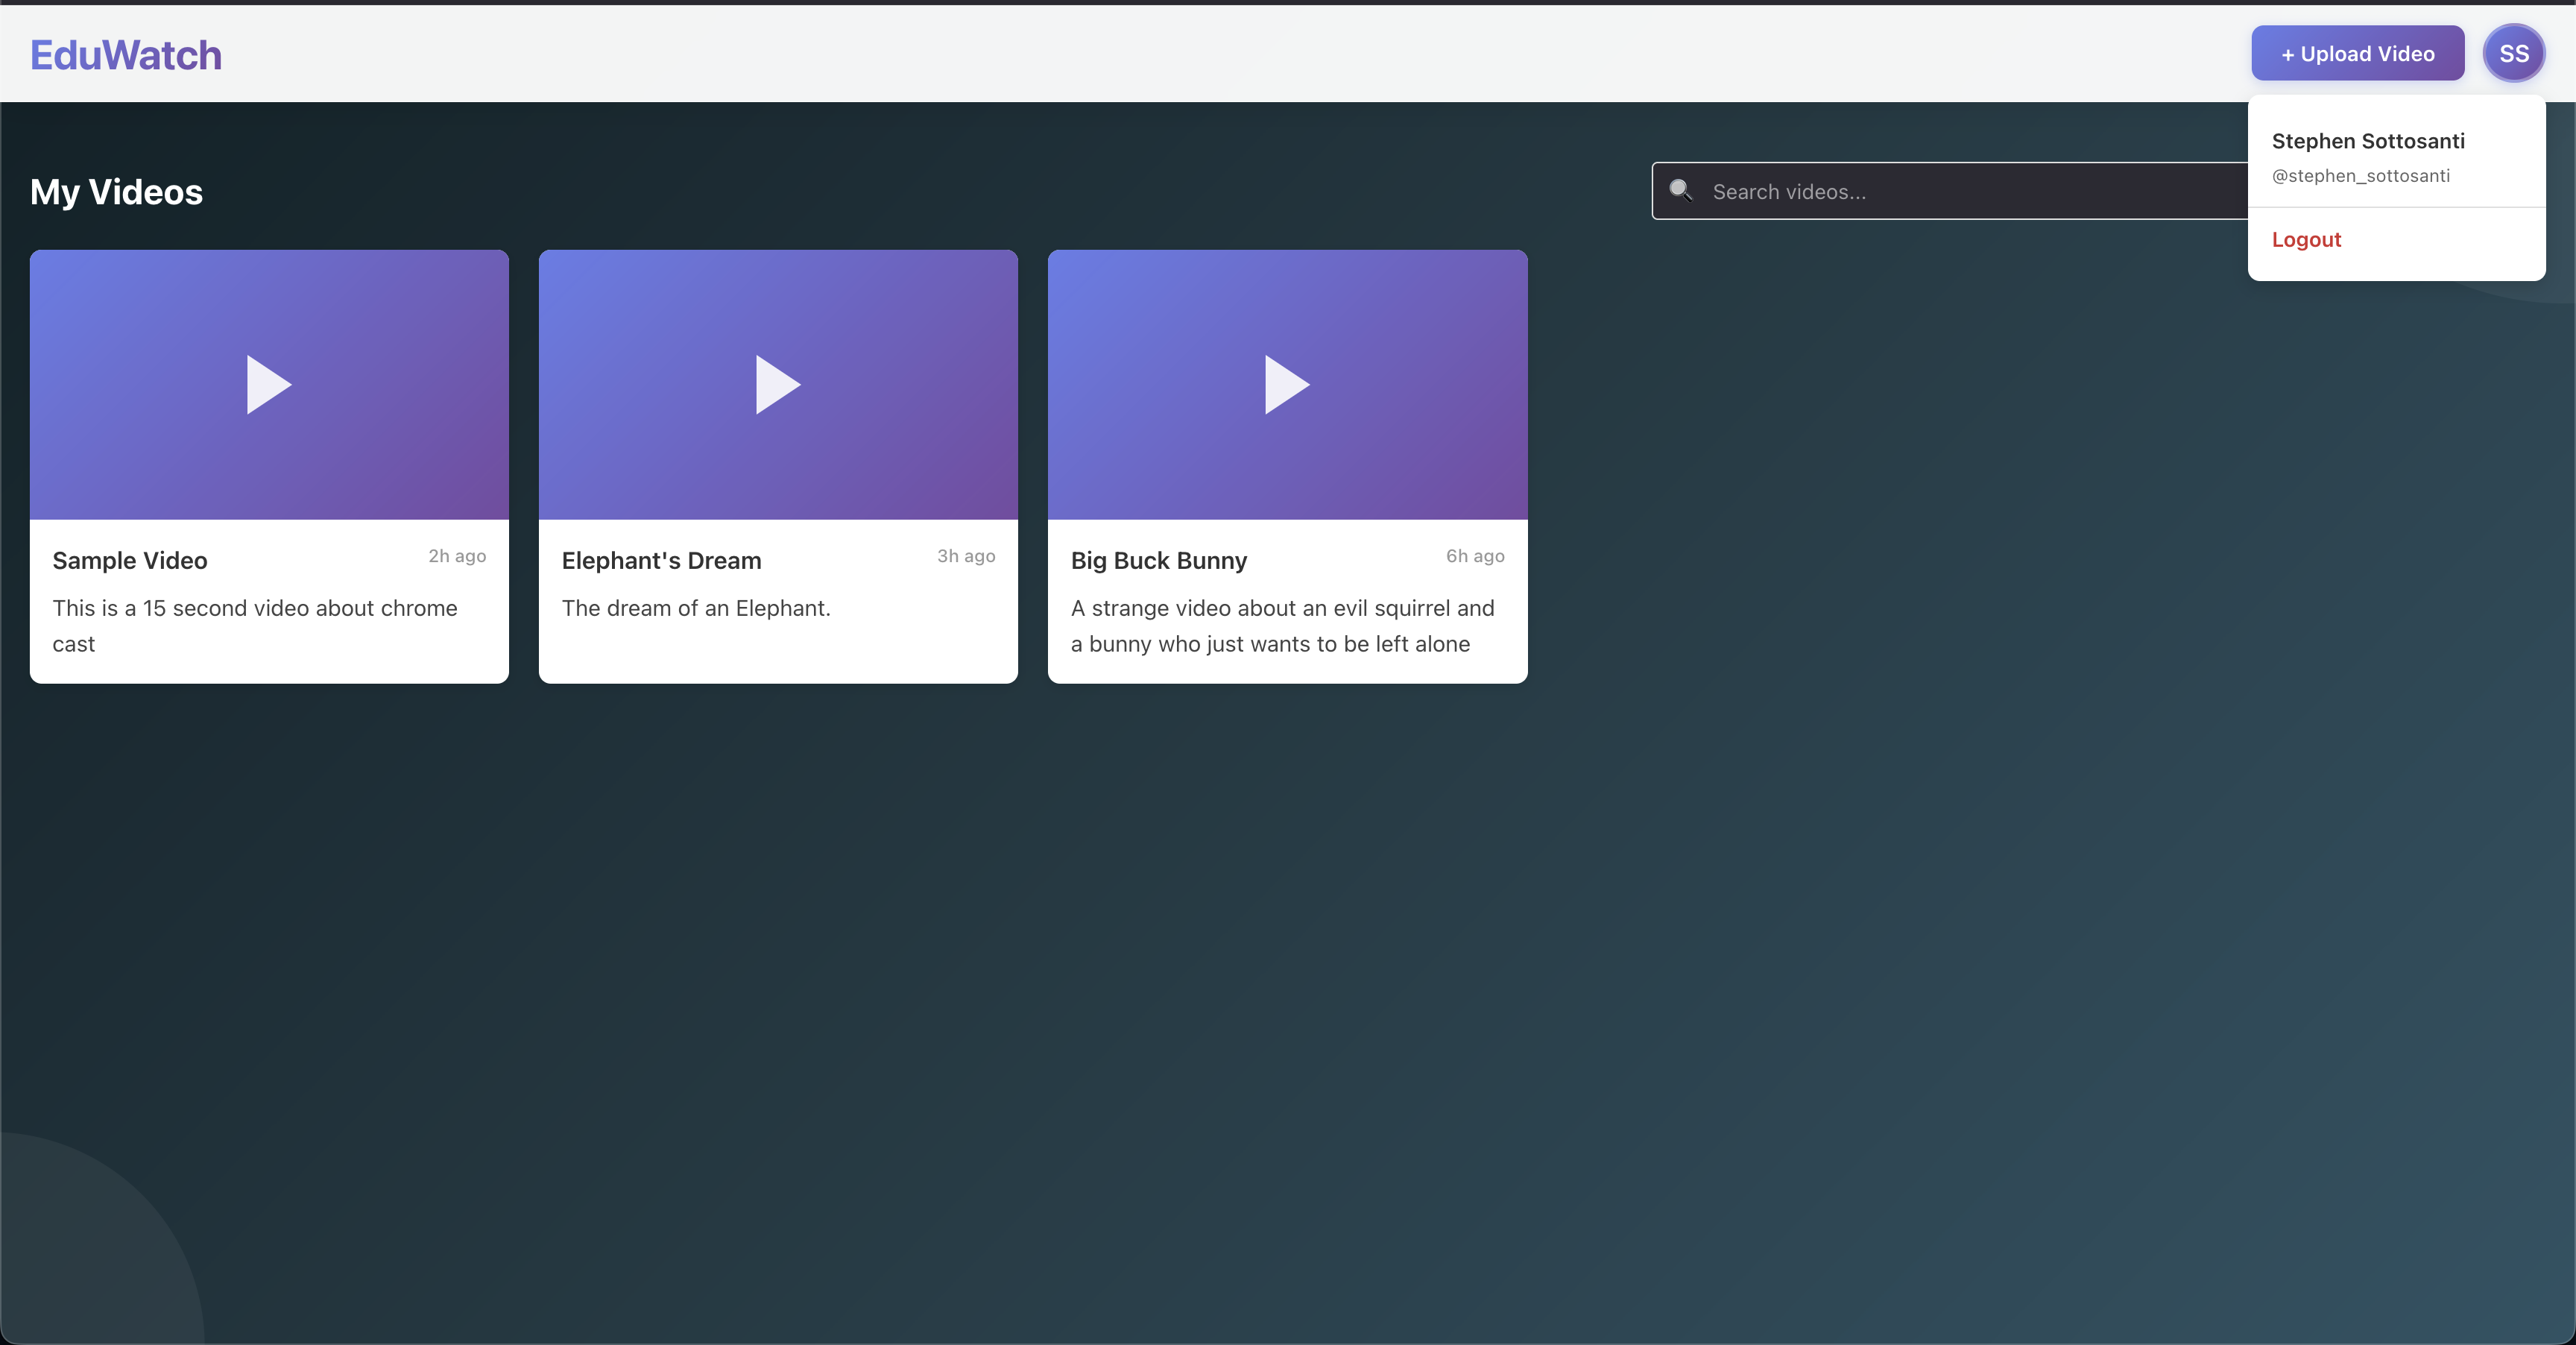 EduWatch
+ Upload Video
SS
Stephen Sottosanti
@stephen_sottosanti
Logout
My Videos
Search videos...
Sample Video
2h ago
This is a 15 second video about chrome
cast
Elephant's Dream
3h ago
The dream of an Elephant.
Big Buck Bunny
6h ago
A strange video about an evil squirrel and
a bunny who just wants to be left alone